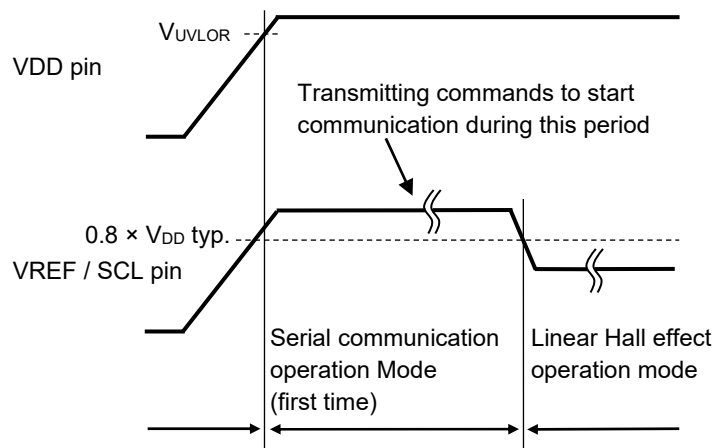 VUVLOR
VDD pin
Transmitting commands to start
communication during this period
0.8 × VDD typ.
VREF / SCL pin
Serial communication
operation Mode
(first time)
Linear Hall effect
operation mode